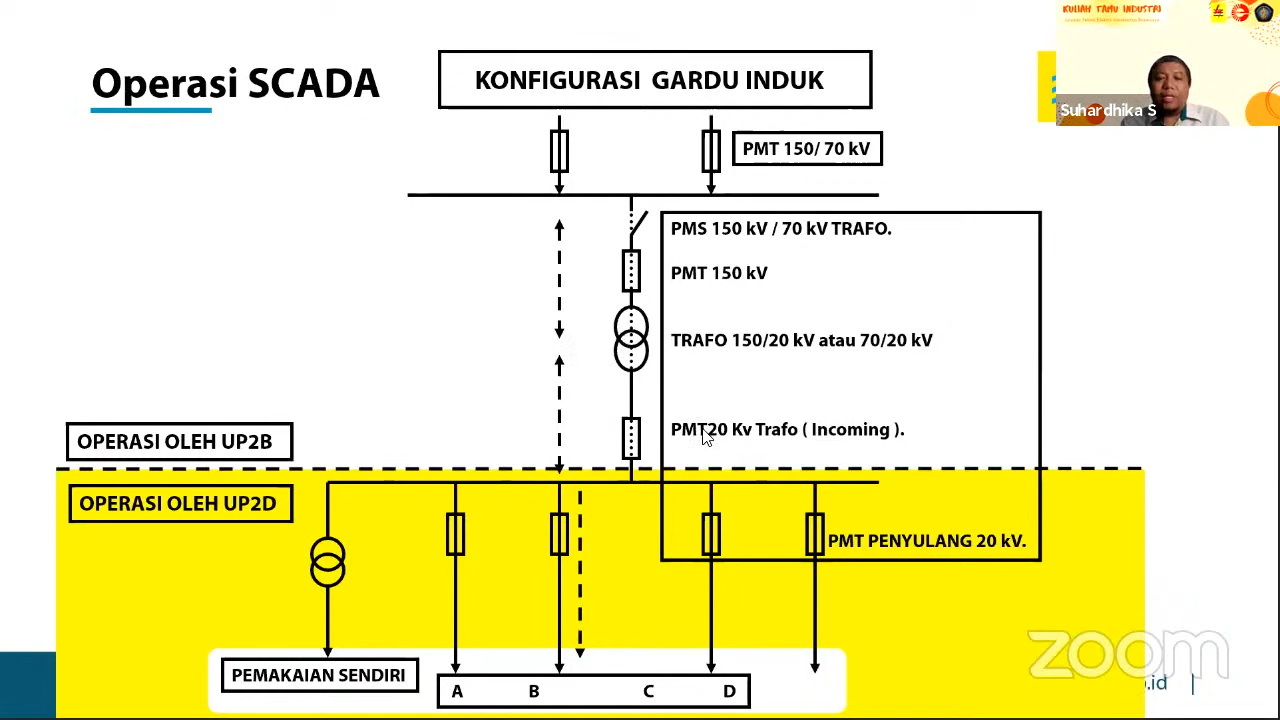 KULIAH TAMU INDUSTRI
Operasi SCADA
KONFIGURASI GARDU INDUK
Suhardhika S
PMT 150/ 70 kV
PMS 150 kV / 70 kV TRAFO.
PMT 150 kV
TRAFO 150/20 kV atau 70/20 kV
PMT20 Kv Trafo ( Incoming ).
OPERASI OLEH UP2B
OPERASI OLEH UP2D
PMT PENYULANG 20 kV.
zoom
PEMAKAIAN SENDIRI
A B C D
.id |